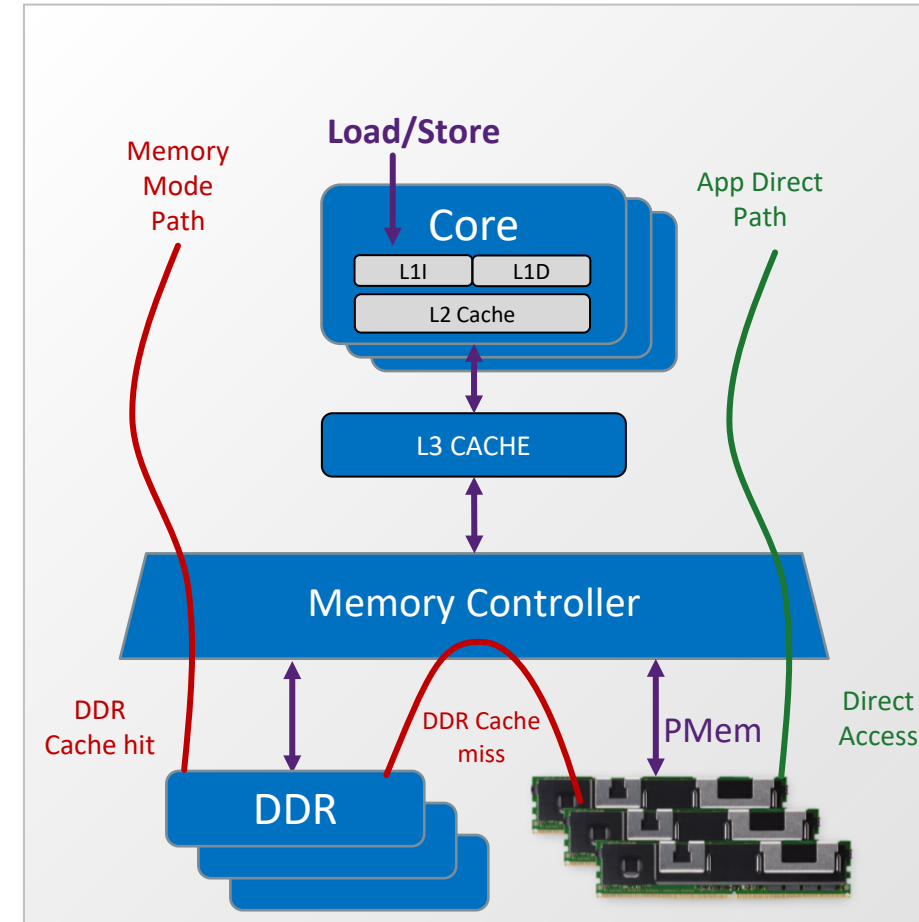 Load/Store
Memory
Mode
Path
App Direct
Path
Core
L1I
L1D
L2 Cache
L3 CACHE
Memory Controller
DDR
Cache hit
DDR Cache
miss
PMem
Direct
Access
DDR